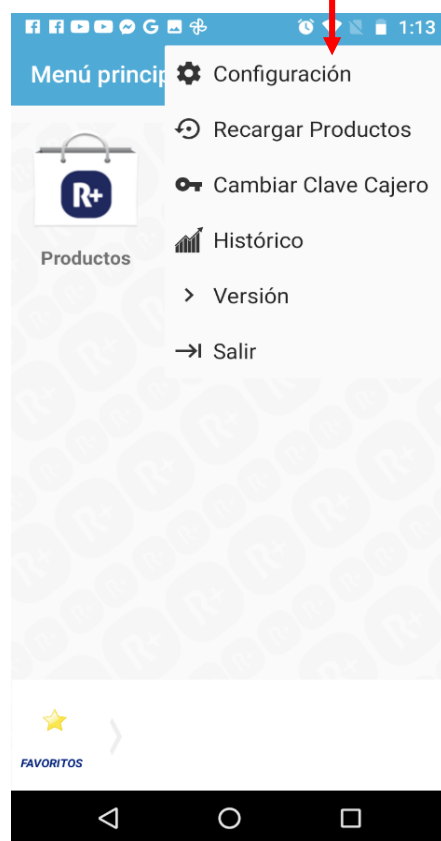 1:13
Menú princip
Configuración
Recargar Productos
Cambiar Clave Cajero
Histórico
Versión
Salir
R+
Productos
FAVORITOS